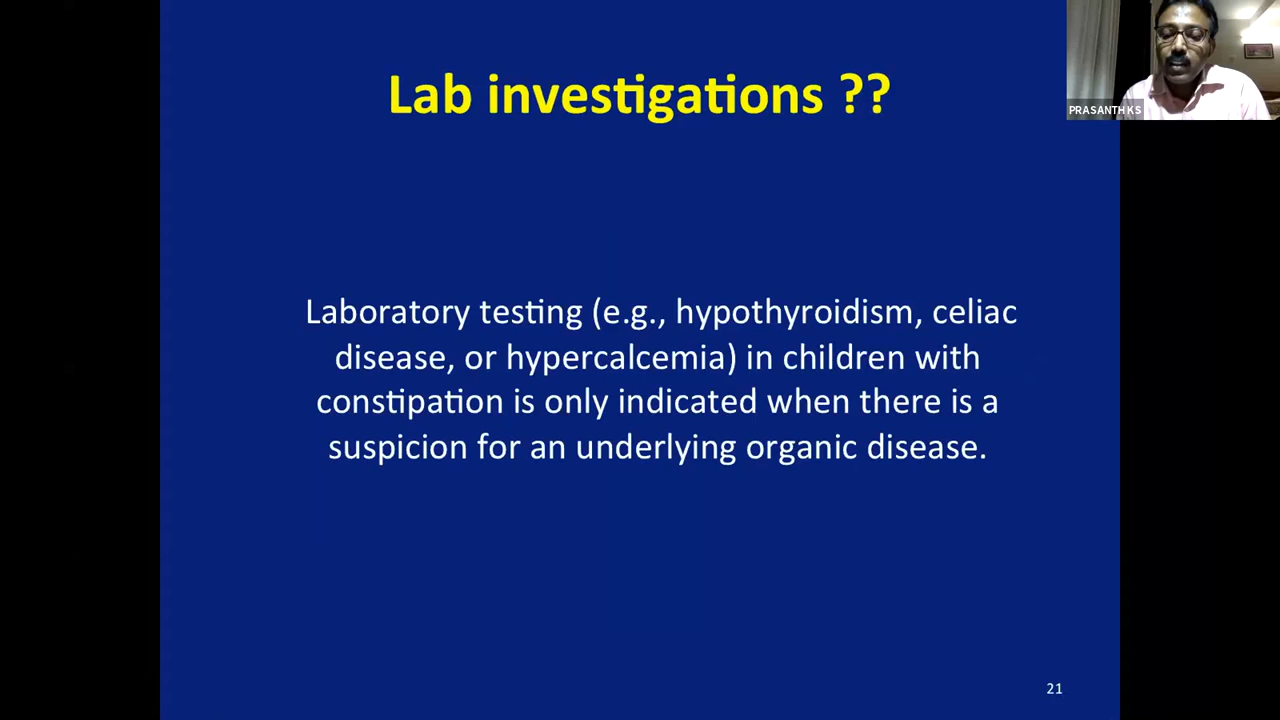 Lab investigations ??
PRASANTH K S
Laboratory testing (e.g., hypothyroidism, celiac
disease, or hypercalcemia) in children with
constipation is only indicated when there is a
suspicion for an underlying organic disease.
21